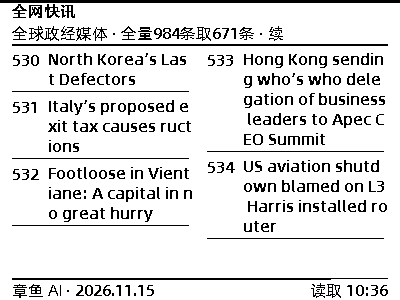 全网快讯
全球政经媒体 · 全量984条取671条 · 续
530 North Korea's Las
t Defectors
531 Italy's proposed e
xit tax causes ruct
ions
532 Footloose in Vient
iane: A capital in n
o great hurry
533 Hong Kong sendin
g who's who dele
gation of business
leaders to Apec C
EO Summit
534 US aviation shutd
own blamed on L3
Harris installed ro
uter
章鱼 AI · 2026.11.15
读取 10:36